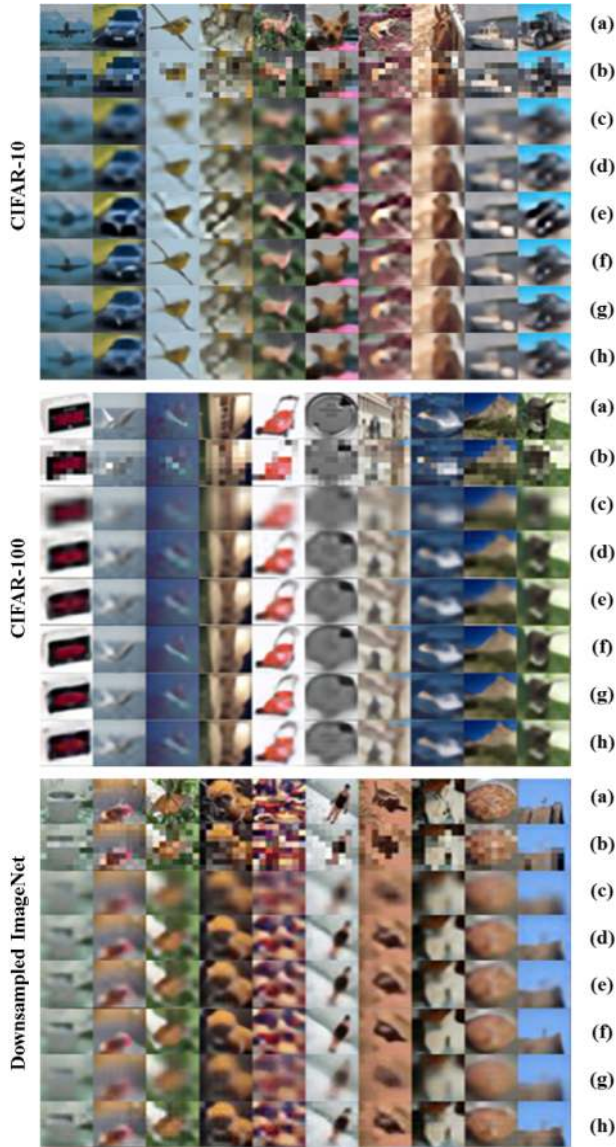 CIFAR-10
(a)
(b)
(c)
(d)
(e)
(f)
(g)
(h)
CIFAR-100
(a)
(b)
(c)
(d)
(e)
(f)
(g)
(h)
Downsampled ImageNet
(a)
(b)
(c)
(d)
(e)
(f)
(g)
(h)